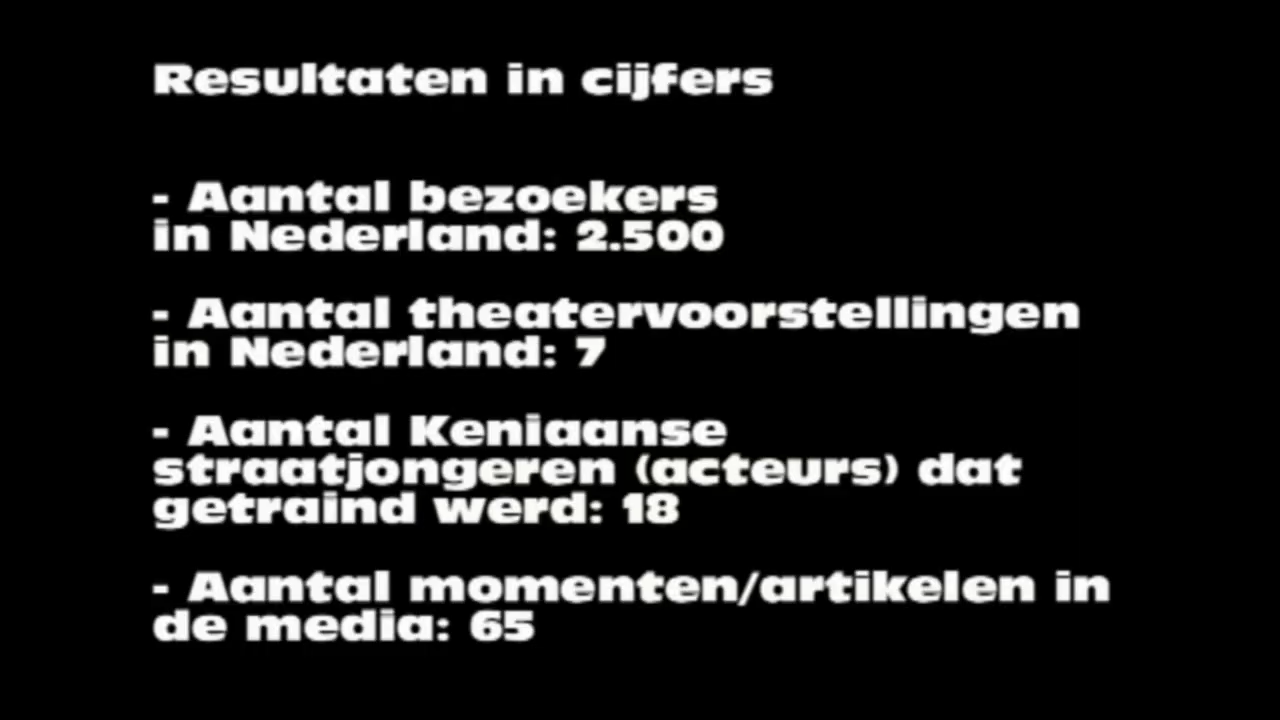 Resultaten in cijfers
- Aantal bezoekers
in Nederland: 2.500
- Aantal theatervoorstellingen
in Nederland: 7
- Aantal Keniaanse
straatjongeren (acteurs) dat
getraind werd: 18
- Aantal momenten/artikelen in
de media: 65